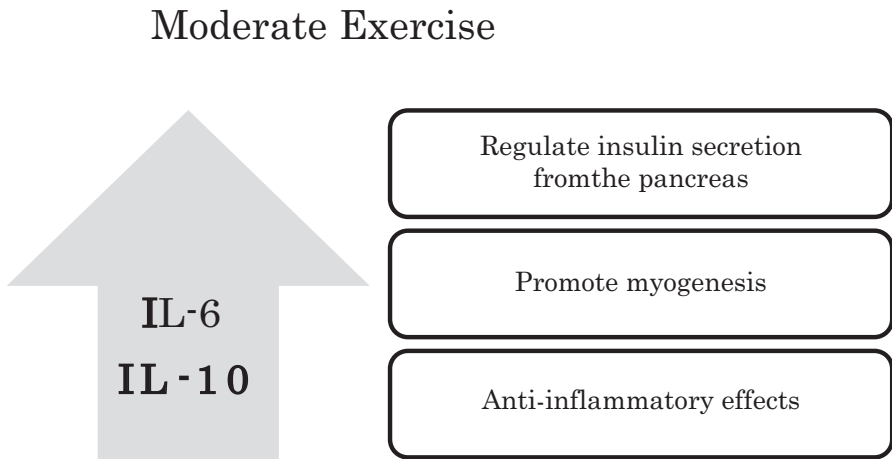 Moderate Exercise
IL-6
IL-10
Regulate insulin secretion
fromthe pancreas
Promote myogenesis
Anti-inflammatory effects